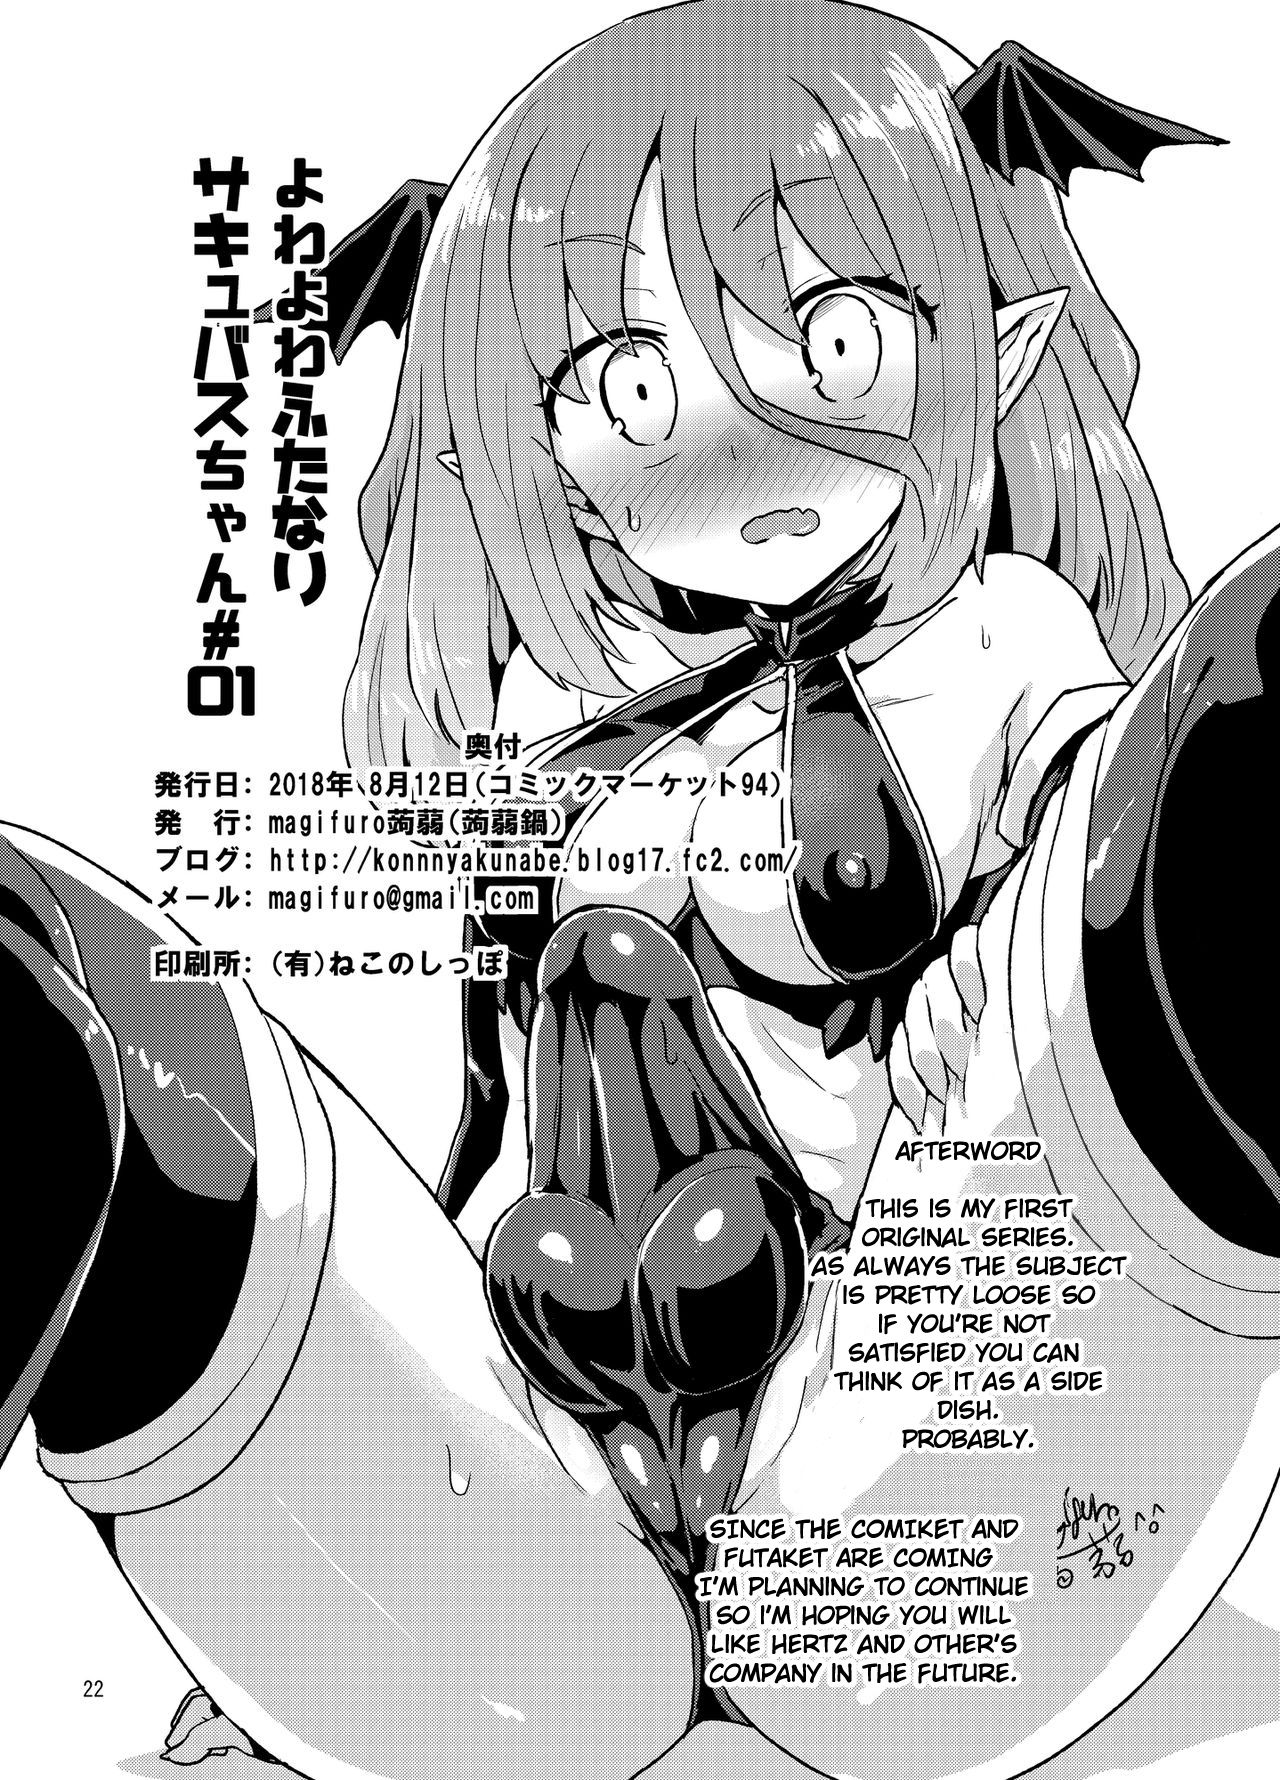 よわよわふたなり
サキュバスちゃん#01
奥付
発行日: 2018年 8月12日(コミックマーケット94)
発 行: magifuro蒟蒻(蒟蒻鍋)
ブログ: http://konnnyakunabe.blog17.fc2.com/
メール: magifuro@gmail.com
印刷所: (有)ねこのしっぽ
AFTERWORD
THIS IS MY FIRST
ORIGINAL SERIES.
AS ALWAYS THE SUBJECT
IS PRETTY LOOSE SO
IF YOU'RE NOT
SATISFIED YOU CAN
THINK OF IT AS A SIDE
DISH.
PROBABLY.
SINCE THE COMIKET AND
FUTAKET ARE COMING
I'M PLANNING TO CONTINUE
SO I'M HOPING YOU WILL
LIKE HERTZ AND OTHER'S
COMPANY IN THE FUTURE.
22